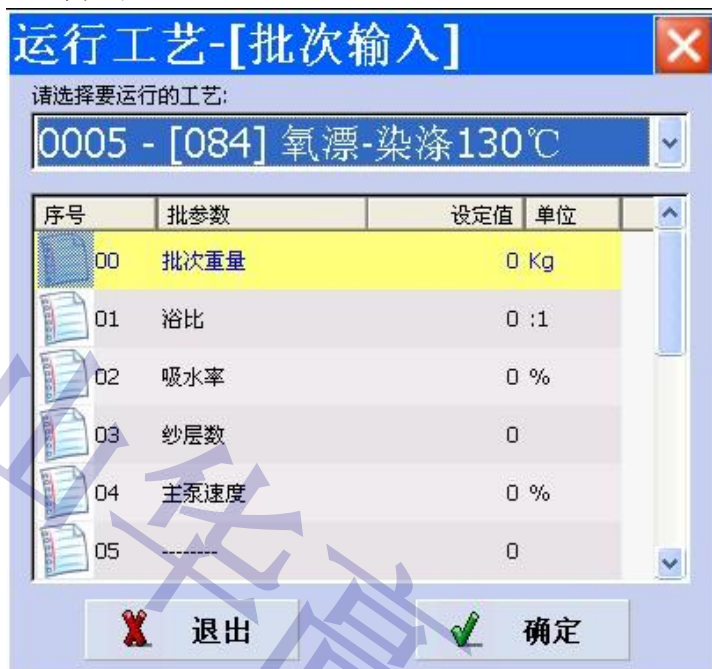 运行工艺-[批次输入]
请选择要运行的工艺:
0005 - [084] 氧漂-染涤130℃
序号 批参数 设定值 单位
00 批次重量 0 Kg
01 浴比 0 :1
02 吸水率 0 %
03 纱层数 0
04 主泵速度 0 %
05 -------- 0
退出 确定